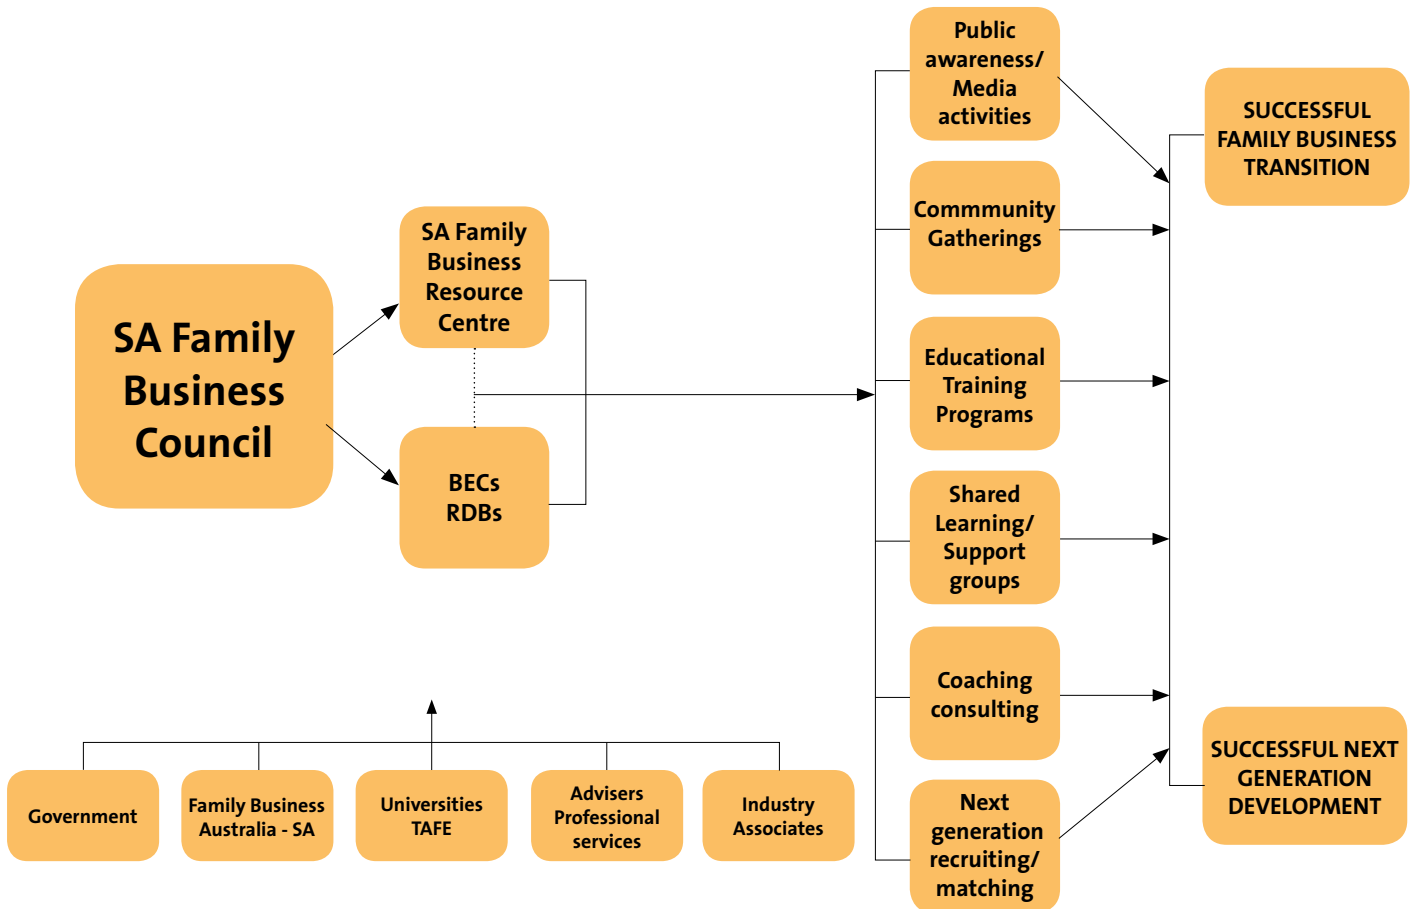 SA Family
Business
Council
SA Family
Business
Resource
Centre
BECs
RDBs
Public
awareness/
Media
activities
Commmunity
Gatherings
Educational
Training
Programs
Shared
Learning/
Support
groups
Coaching
consulting
Next
generation
recruiting/
matching
SUCCESSFUL
FAMILY BUSINESS
TRANSITION
SUCCESSFUL NEXT
GENERATION
DEVELOPMENT
Government
Family Business
Australia - SA
Universities
TAFE
Advisers
Professional
services
Industry
Associates